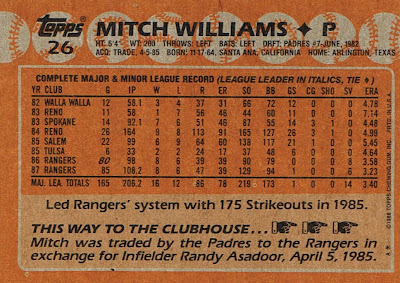 Topps
26
MITCH WILLIAMS ✦ P
HT: 6'4" WT: 200 THROWS: LEFT BATS: LEFT DRFT: PADRES #7-JUNE, 1982
ACQ: TRADE, 4-5-85 BORN: 11-17-64, SANTA ANA, CALIFORNIA HOME: ARLINGTON, TEXAS
COMPLETE MAJOR & MINOR LEAGUE RECORD (LEAGUE LEADER IN ITALICS, TIE ✦)
YR CLUB G IP W L R ER SO BB GS CG SHO SV ERA
82 WALLA WALLA 12 58.1 3 4 37 31 66 72 12 0 0 0 4.78
83 RENO 11 58 1 7 56 46 44 60 11 0 0 0 7.14
83 SPOKANE 14 92.1 7 6 51 46 87 55 14 3 1 0 4.48
84 RENO 26 164 9 8 113 91 165 127 26 3 0 0 4.99
85 SALEM 22 99 6 9 64 60 138 117 21 1 0 0 5.45
85 TULSA 6 33 2 2 24 17 37 48 6 0 0 0 4.64
86 RANGERS 80 98 8 6 39 39 90 79 0 0 0 8 3.58
87 RANGERS 85 108.2 8 6 47 39 129 94 1 0 0 6 3.23
MAJ. LEA. TOTALS 165 206.2 16 12 86 78 219 173 1 0 0 14 3.40
Led Rangers' system with 175 Strikeouts in 1985.
THIS WAY TO THE CLUBHOUSE...
Mitch was traded by the Padres to the Rangers in
exchange for Infielder Randy Asadoor, April 5, 1985.